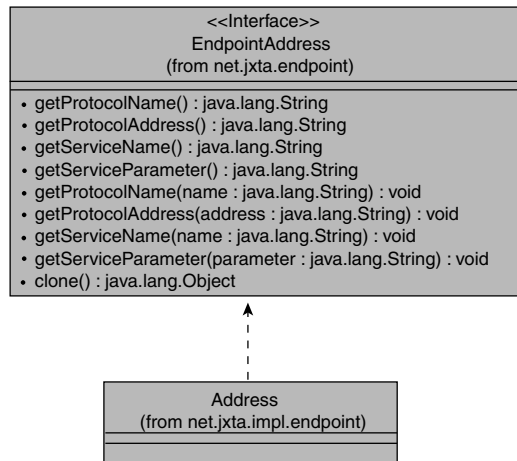 <<Interface>>
EndpointAddress
(from net.jxta.endpoint)
• getProtocolName() : java.lang.String
• getProtocolAddress() : java.lang.String
• getServiceName() : java.lang.String
• getServiceParameter() : java.lang.String
• getProtocolName(name : java.lang.String) : void
• getProtocolAddress(address : java.lang.String) : void
• getServiceName(name : java.lang.String) : void
• getServiceParameter(parameter : java.lang.String) : void
• clone() : java.lang.Object
Address
(from net.jxta.impl.endpoint)